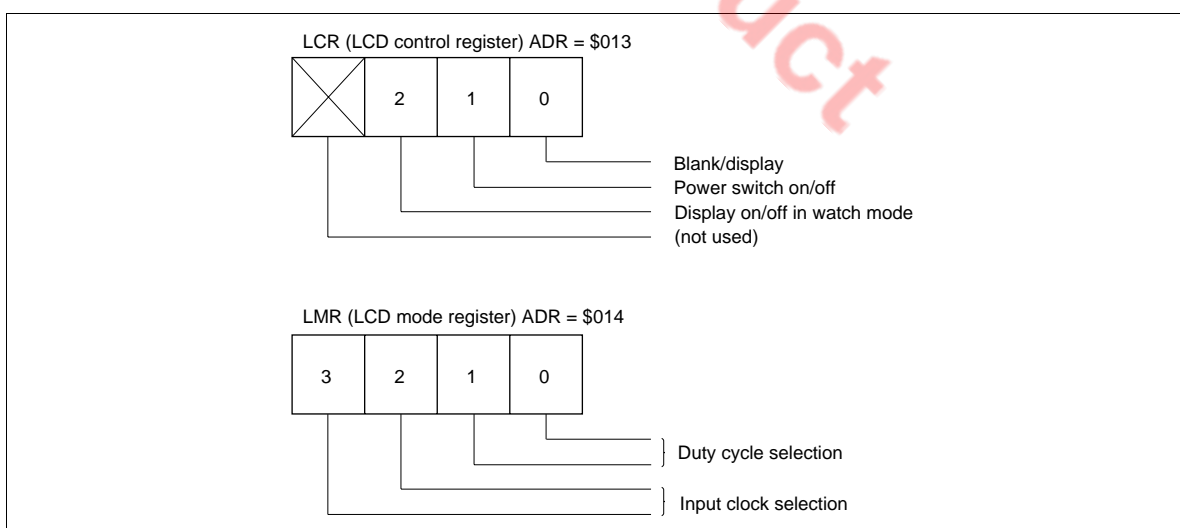 LCR (LCD control register) ADR = $013
2 1 0
Blank/display
Power switch on/off
Display on/off in watch mode
(not used)
LMR (LCD mode register) ADR = $014
3 2 1 0
Duty cycle selection
Input clock selection